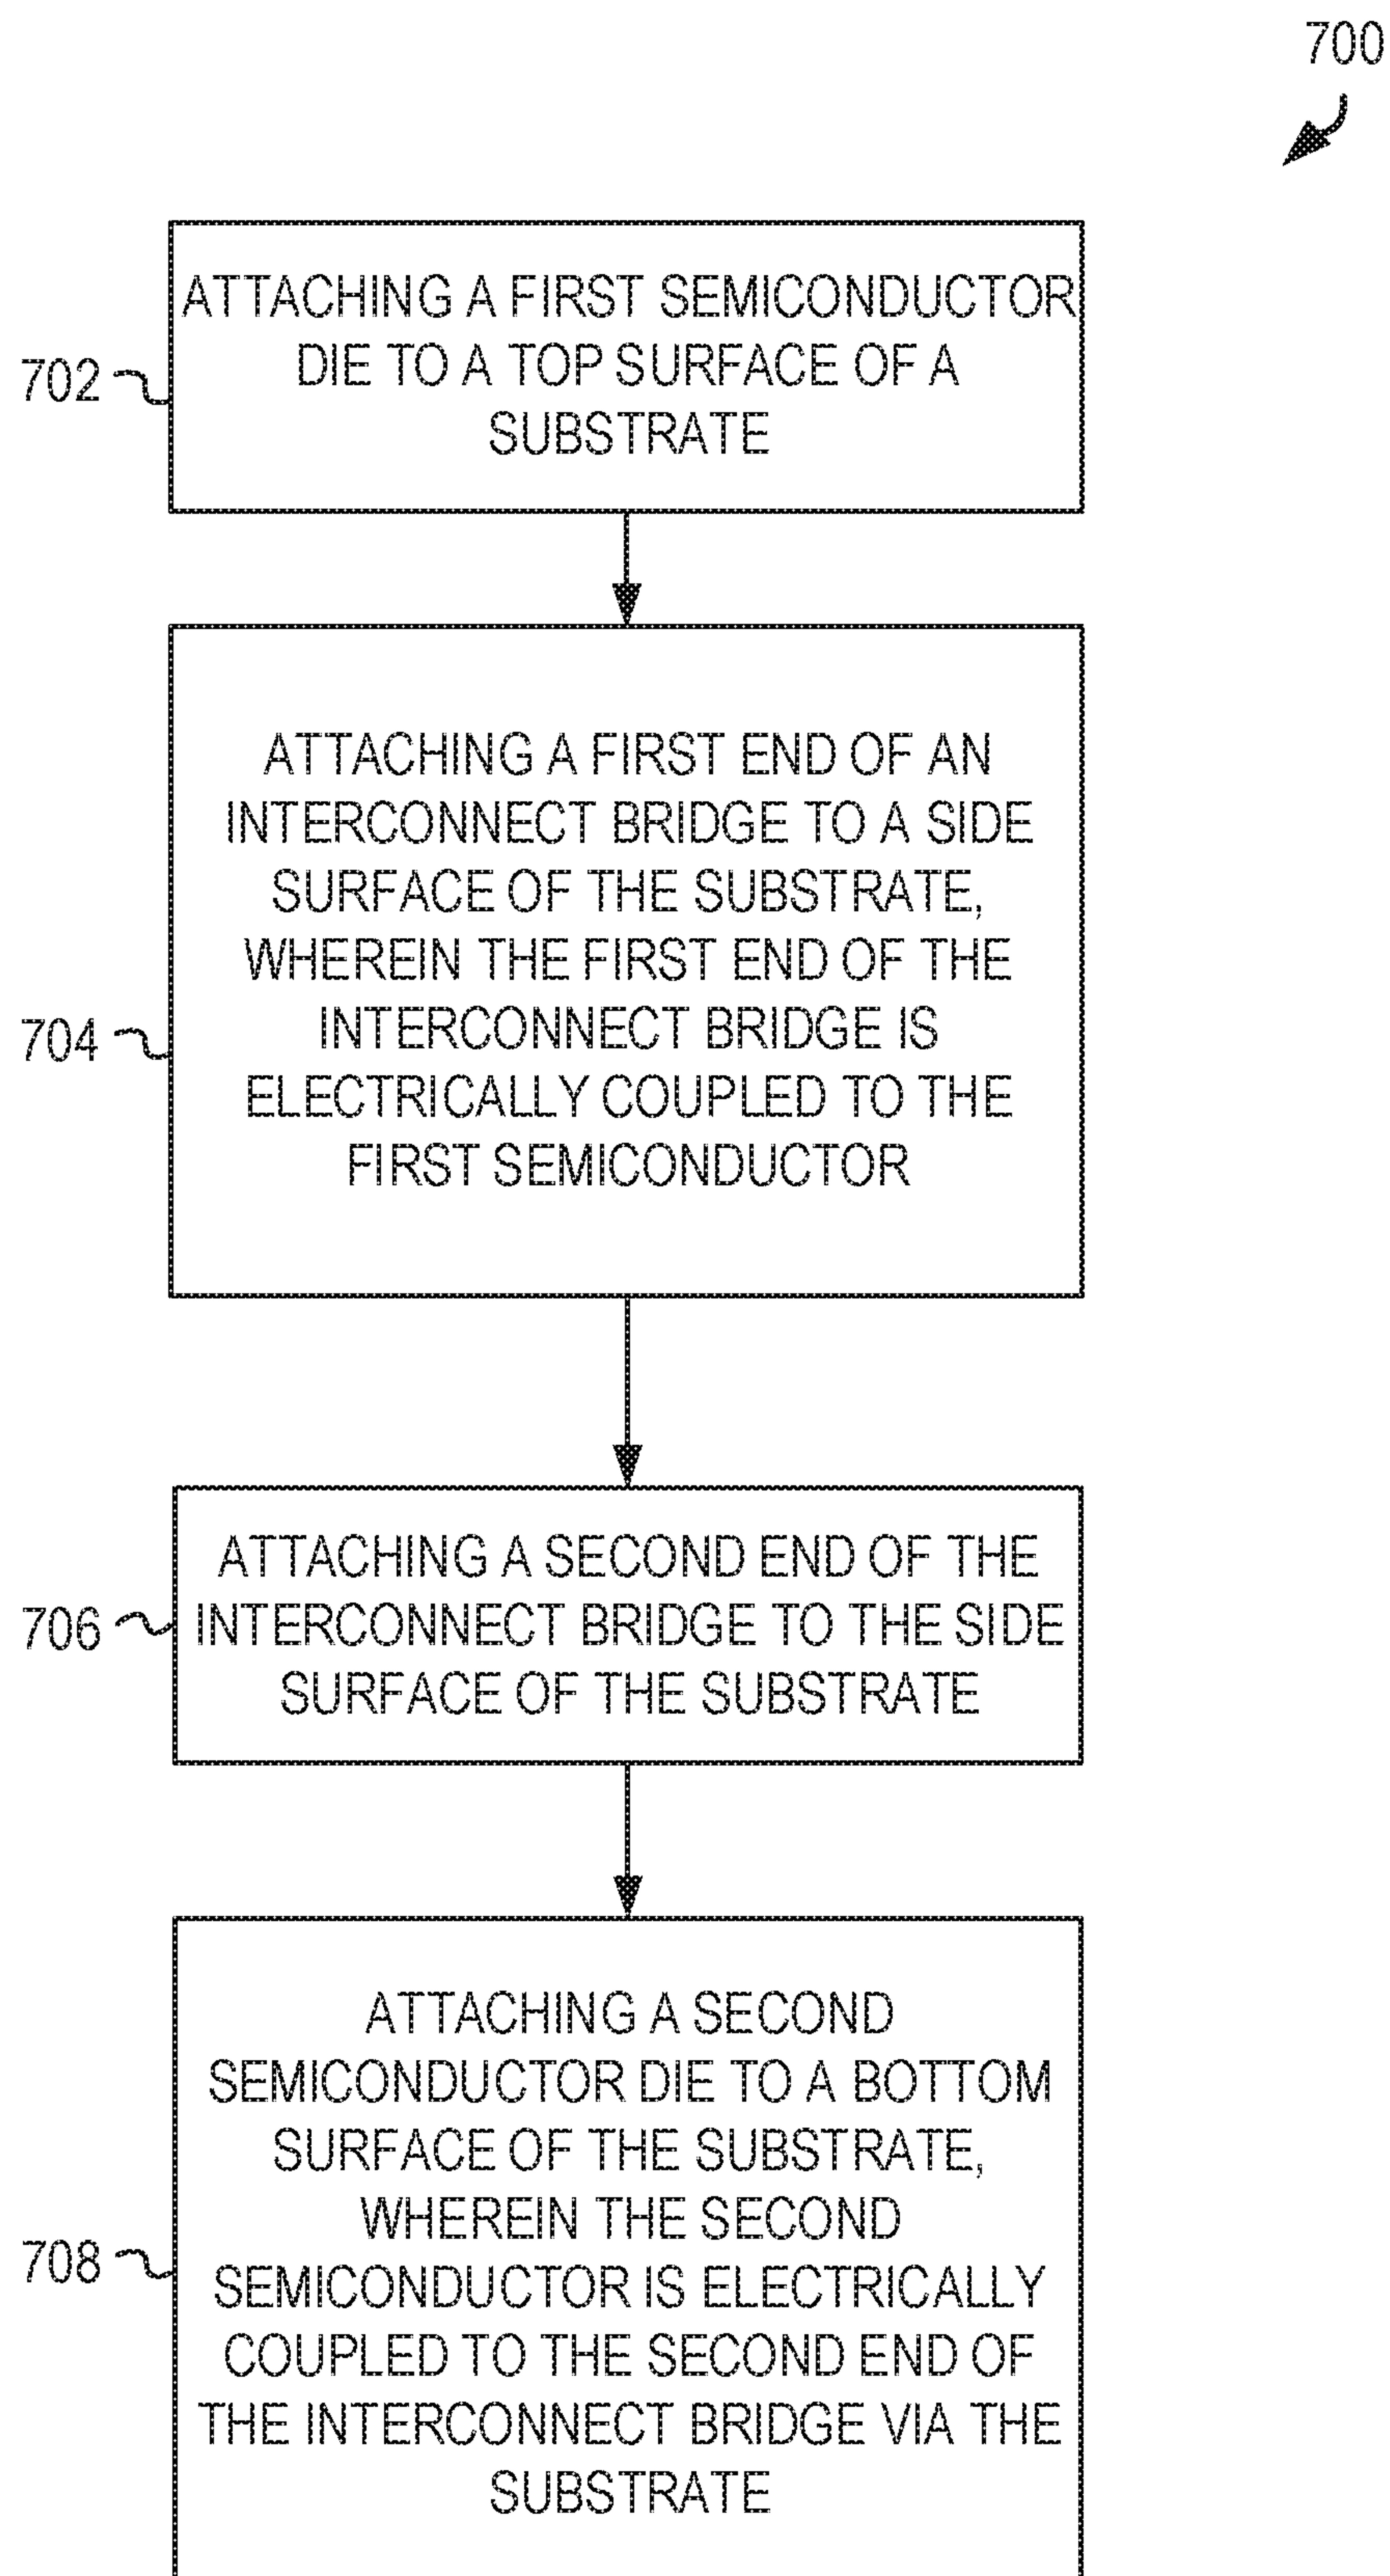 700
702
ATTACHING A FIRST SEMICONDUCTOR
DIE TO A TOP SURFACE OF A
SUBSTRATE
704
ATTACHING A FIRST END OF AN
INTERCONNECT BRIDGE TO A SIDE
SURFACE OF THE SUBSTRATE,
WHEREIN THE FIRST END OF THE
INTERCONNECT BRIDGE IS
ELECTRICALLY COUPLED TO THE
FIRST SEMICONDUCTOR
706
ATTACHING A SECOND END OF THE
INTERCONNECT BRIDGE TO THE SIDE
SURFACE OF THE SUBSTRATE
708
ATTACHING A SECOND
SEMICONDUCTOR DIE TO A BOTTOM
SURFACE OF THE SUBSTRATE,
WHEREIN THE SECOND
SEMICONDUCTOR IS ELECTRICALLY
COUPLED TO THE SECOND END OF
THE INTERCONNECT BRIDGE VIA THE
SUBSTRATE